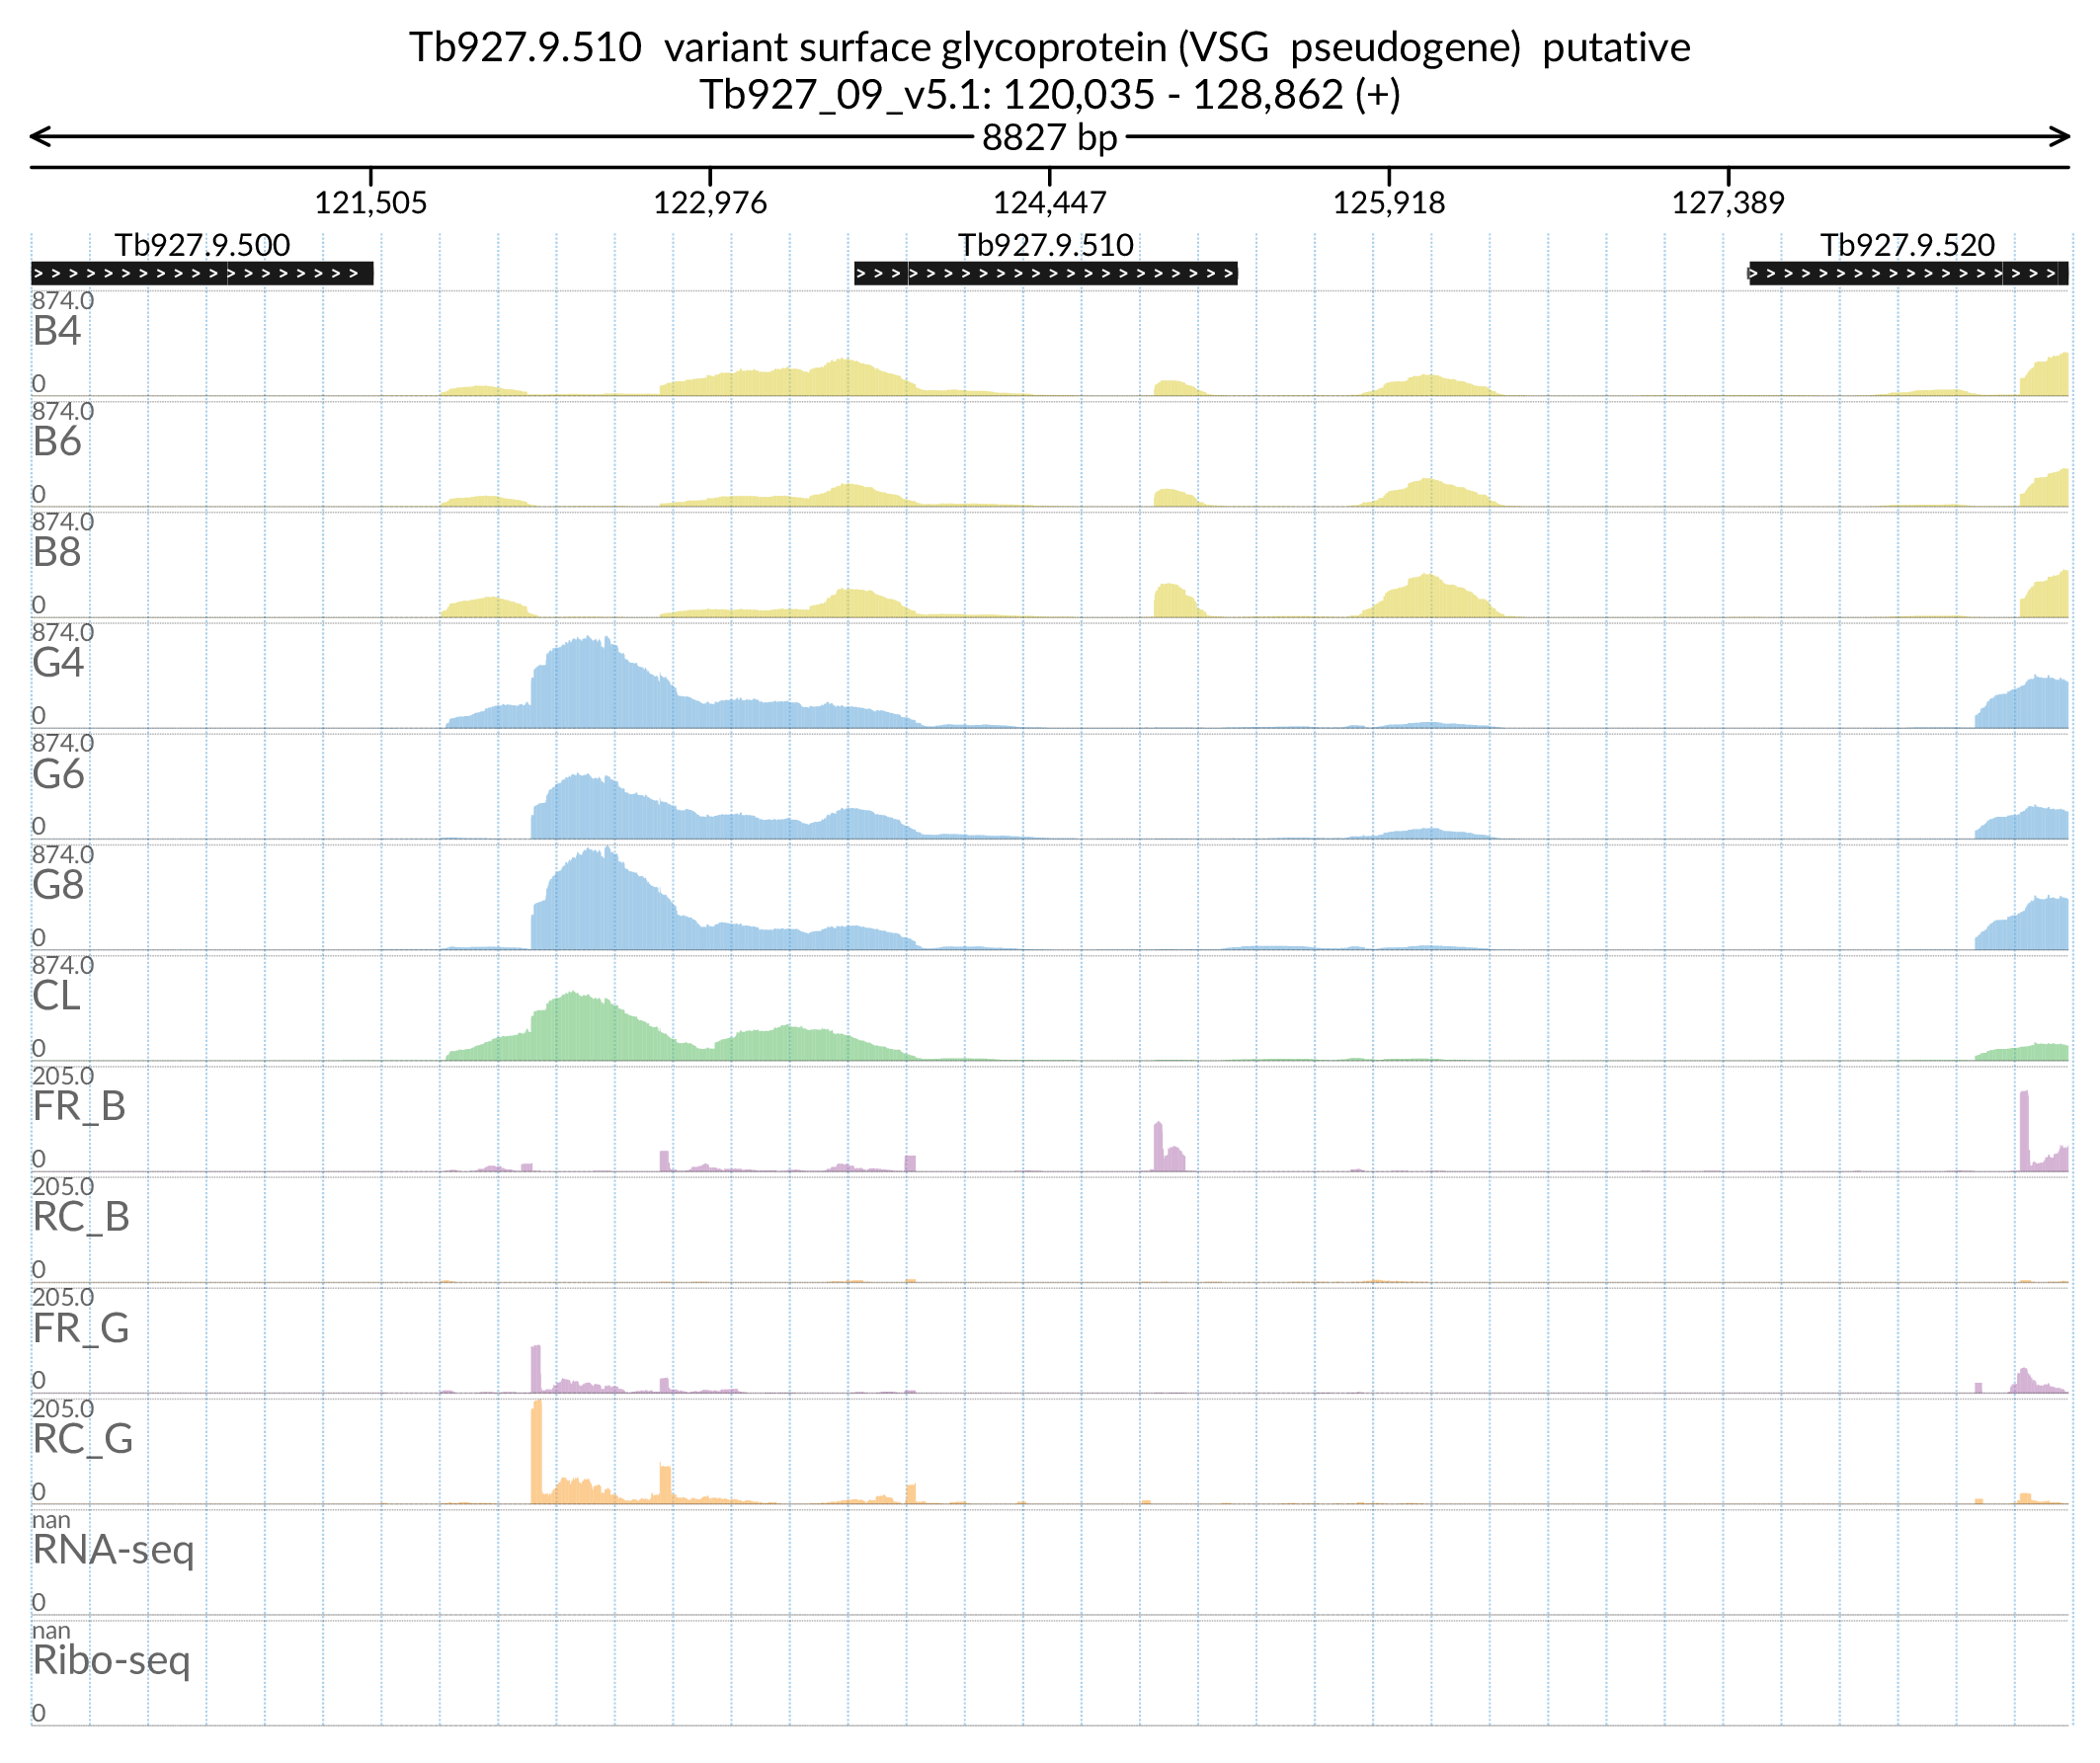 Tb927.9.510 variant surface glycoprotein (VSG pseudogene) putative
Tb927_09_v5.1: 120,035 - 128,862 (+)
8827 bp
121,505 122,976 124,447 125,918 127,389
Tb927.9.500 Tb927.9.510 Tb927.9.520
874.0
B4
0
874.0
B6
0
874.0
B8
0
874.0
G4
0
874.0
G6
0
874.0
G8
0
874.0
CL
0
205.0
FR_B
0
205.0
RC_B
0
205.0
FR_G
0
205.0
RC_G
0
nan
RNA-seq
0
nan
Ribo-seq
0